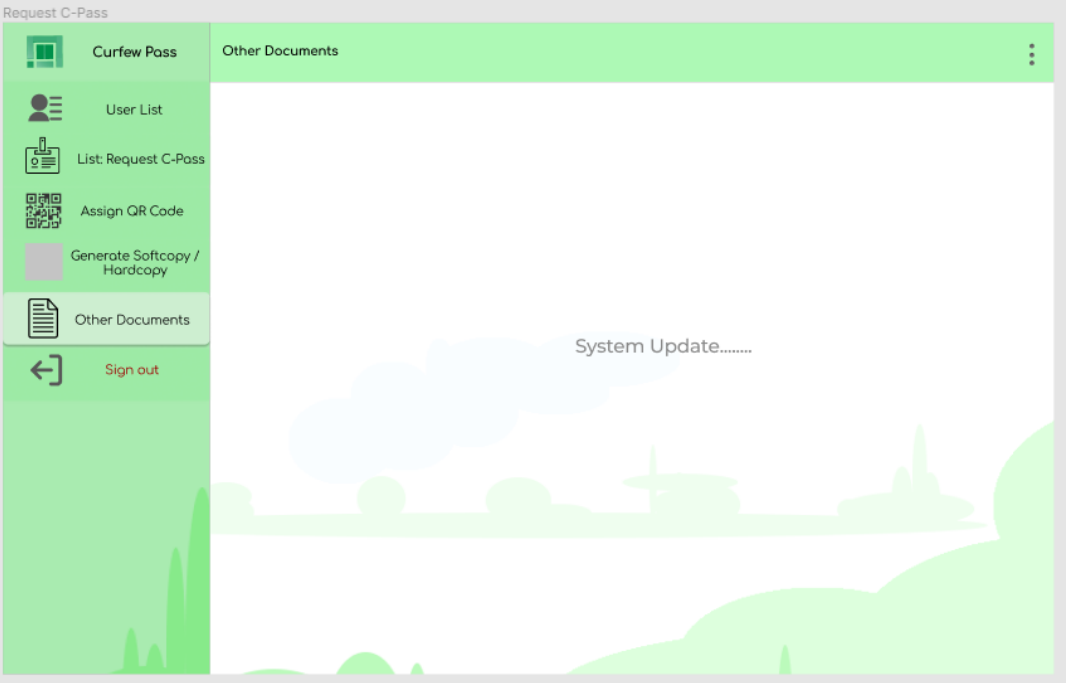 Request C-Pass
Curfew Pass
Other Documents
User List
List: Request C-Pass
Assign QR Code
Generate Softcopy /
Hardcopy
Other Documents
Sign out
System Update........